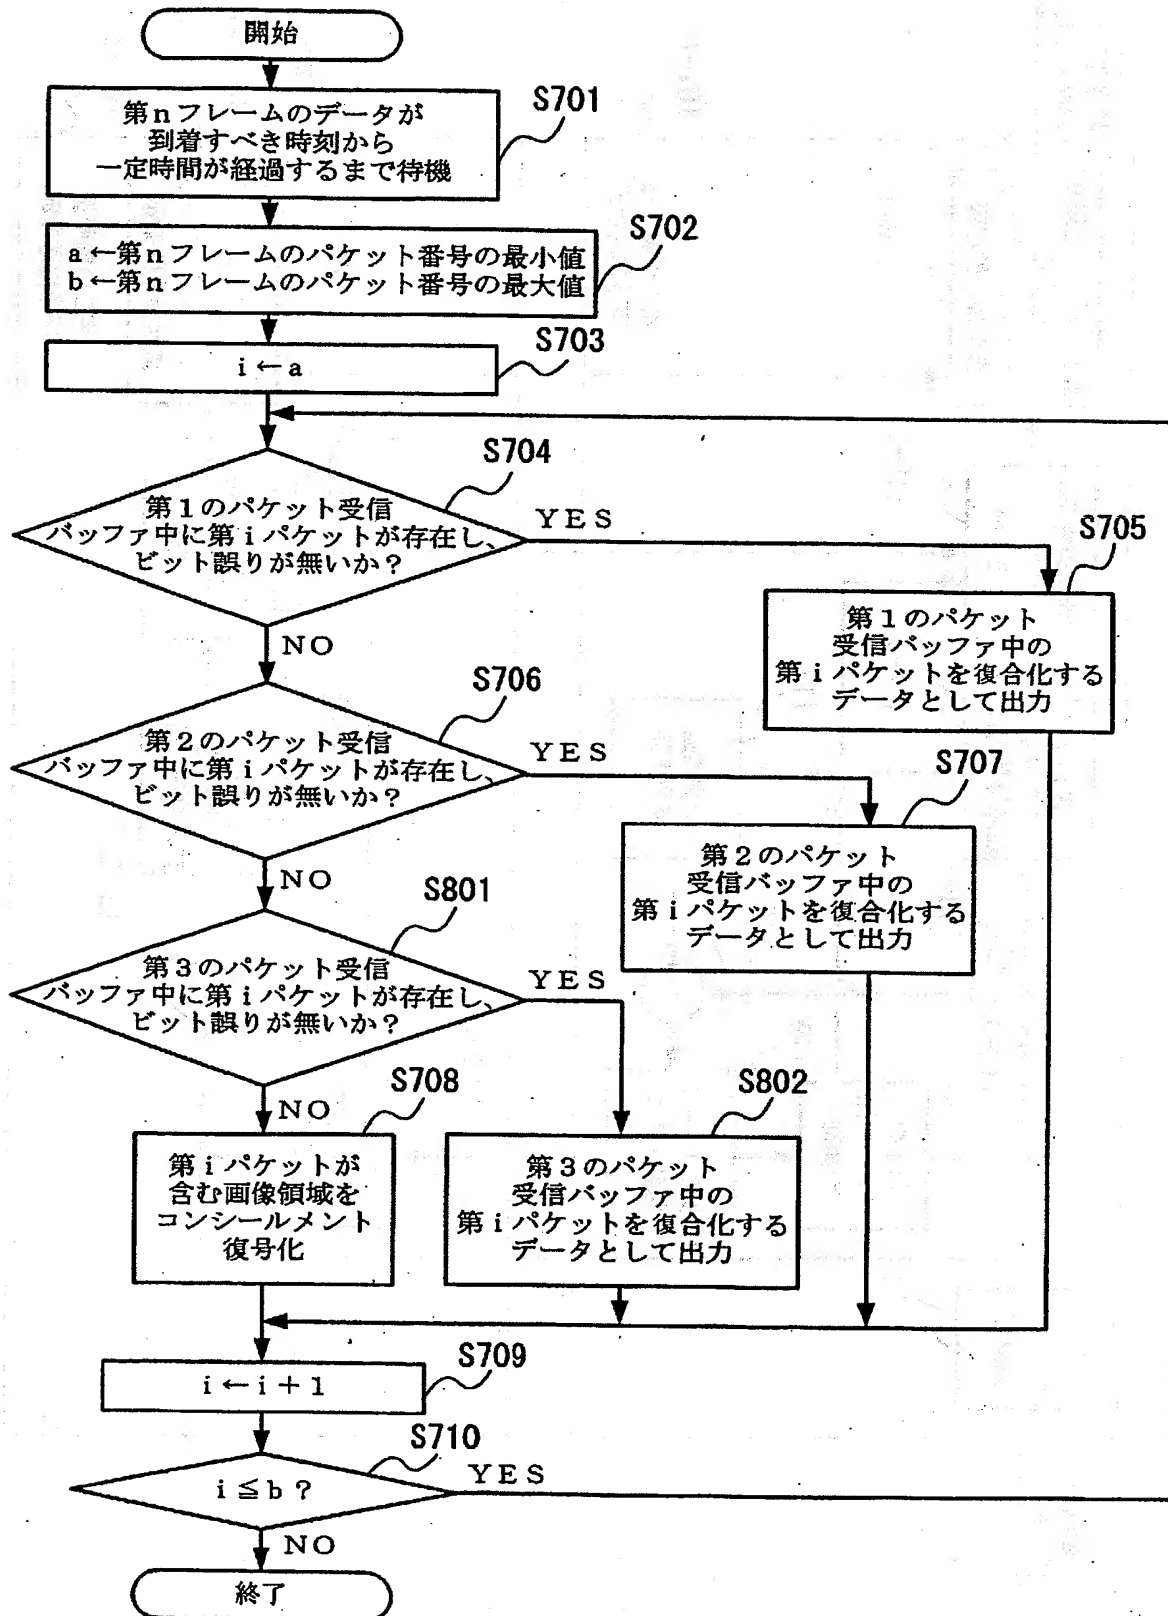 開始
第nフレームのデータが
到着すべき時刻から
一定時間が経過するまで待機
S701
a←第nフレームのパケット番号の最小値
b←第nフレームのパケット番号の最大値
S702
i←a
S703
第1のパケット受信
バッファ中に第iパケットが存在し、
ビット誤りが無いか?
S704
YES
NO
第1のパケット
受信バッファ中の
第iパケットを復合化する
データとして出力
S705
第2のパケット受信
バッファ中に第iパケットが存在し、
ビット誤りが無いか?
S706
YES
NO
第2のパケット
受信バッファ中の
第iパケットを復合化する
データとして出力
S707
第3のパケット受信
バッファ中に第iパケットが存在し、
ビット誤りが無いか?
S801
YES
NO
第iパケットが
含む画像領域を
コンシールメント
復号化
S708
第3のパケット
受信バッファ中の
第iパケットを復合化する
データとして出力
S802
i←i+1
S709
i≦b?
S710
YES
NO
終了